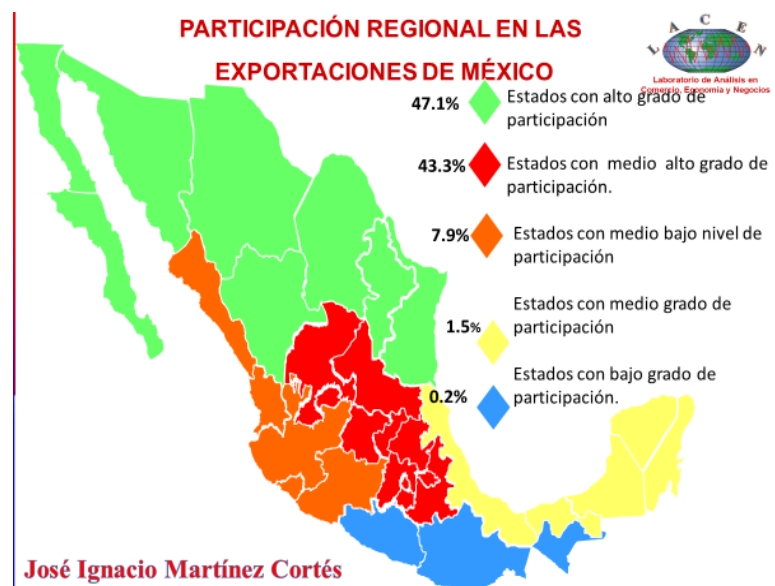 PARTICIPACIÓN REGIONAL EN LAS
EXPORTACIONES DE MÉXICO
L A C E N
Laboratorio de Análisis en
Comercio, Economía y Negocios
47.1%
Estados con alto grado de
participación
43.3%
Estados con medio alto grado de
participación.
7.9%
Estados con medio bajo nivel de
participación
1.5%
Estados con medio grado de
participación
0.2%
Estados con bajo grado de
participación.
José Ignacio Martínez Cortés